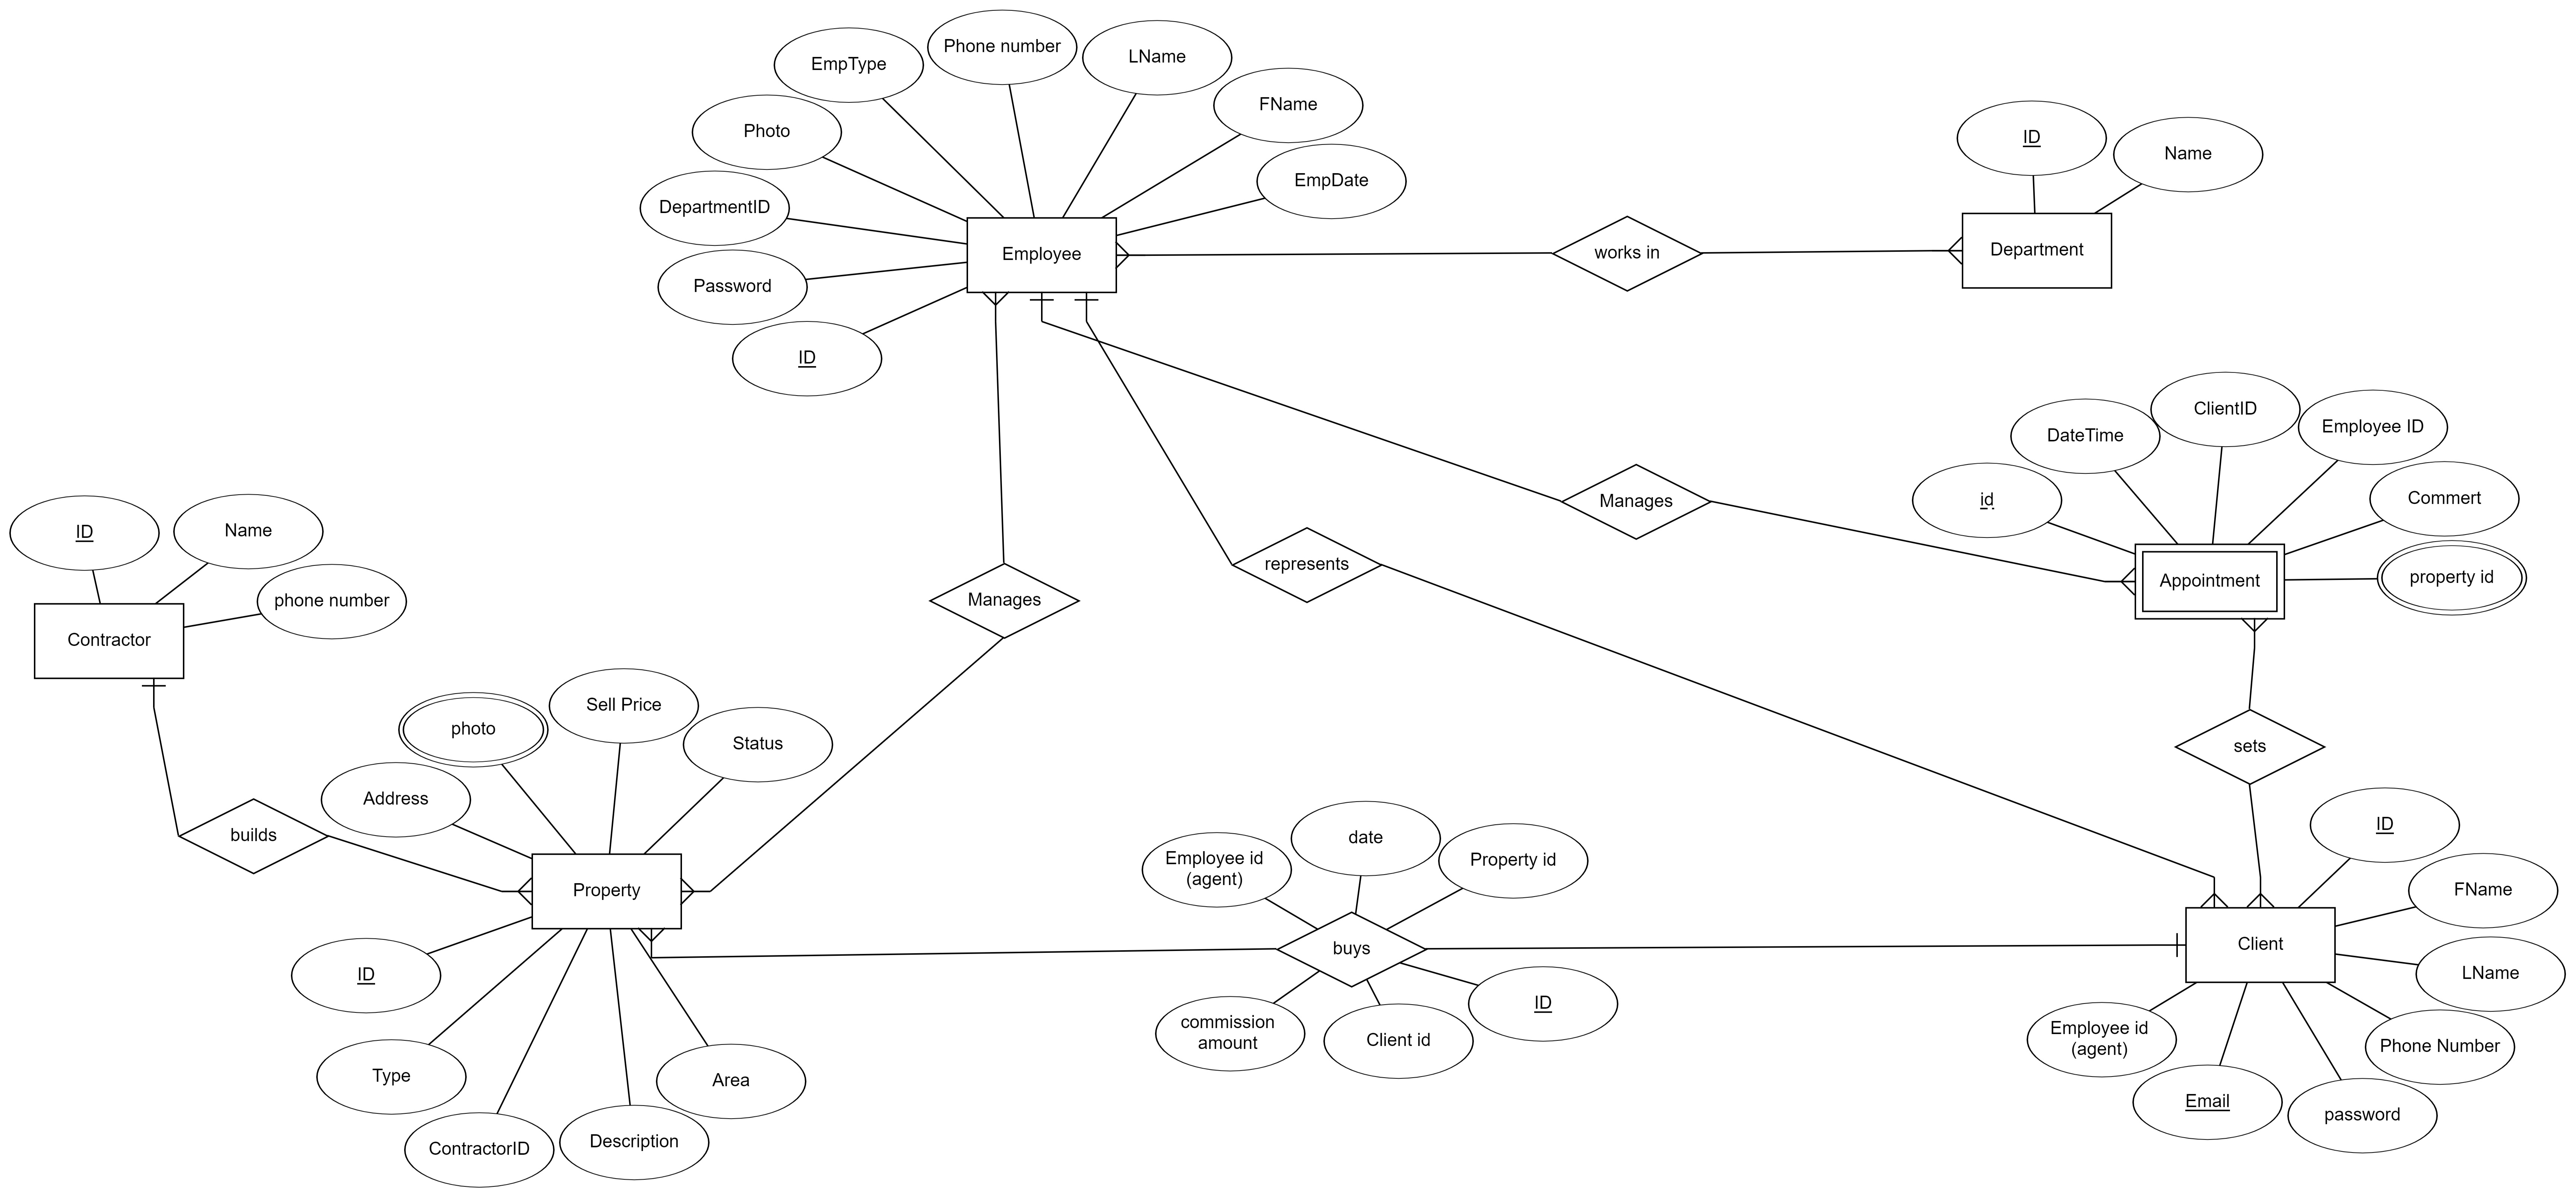 Phone number
LName
EmpType
FName
Photo
EmpDate
DepartmentID
Password
ID
Employee
works in
ID
Name
Department
DateTime
ClientID
Employee ID
id
Commert
property id
Appointment
Manages
represents
Manages
ID
Name
phone number
Contractor
builds
photo
Sell Price
Status
Address
Property
ID
Type
ContractorID
Description
Area
Employee id
(agent)
date
Property id
buys
commission
amount
Client id
ID
sets
ID
FName
LName
Client
Employee id
(agent)
Email
password
Phone Number